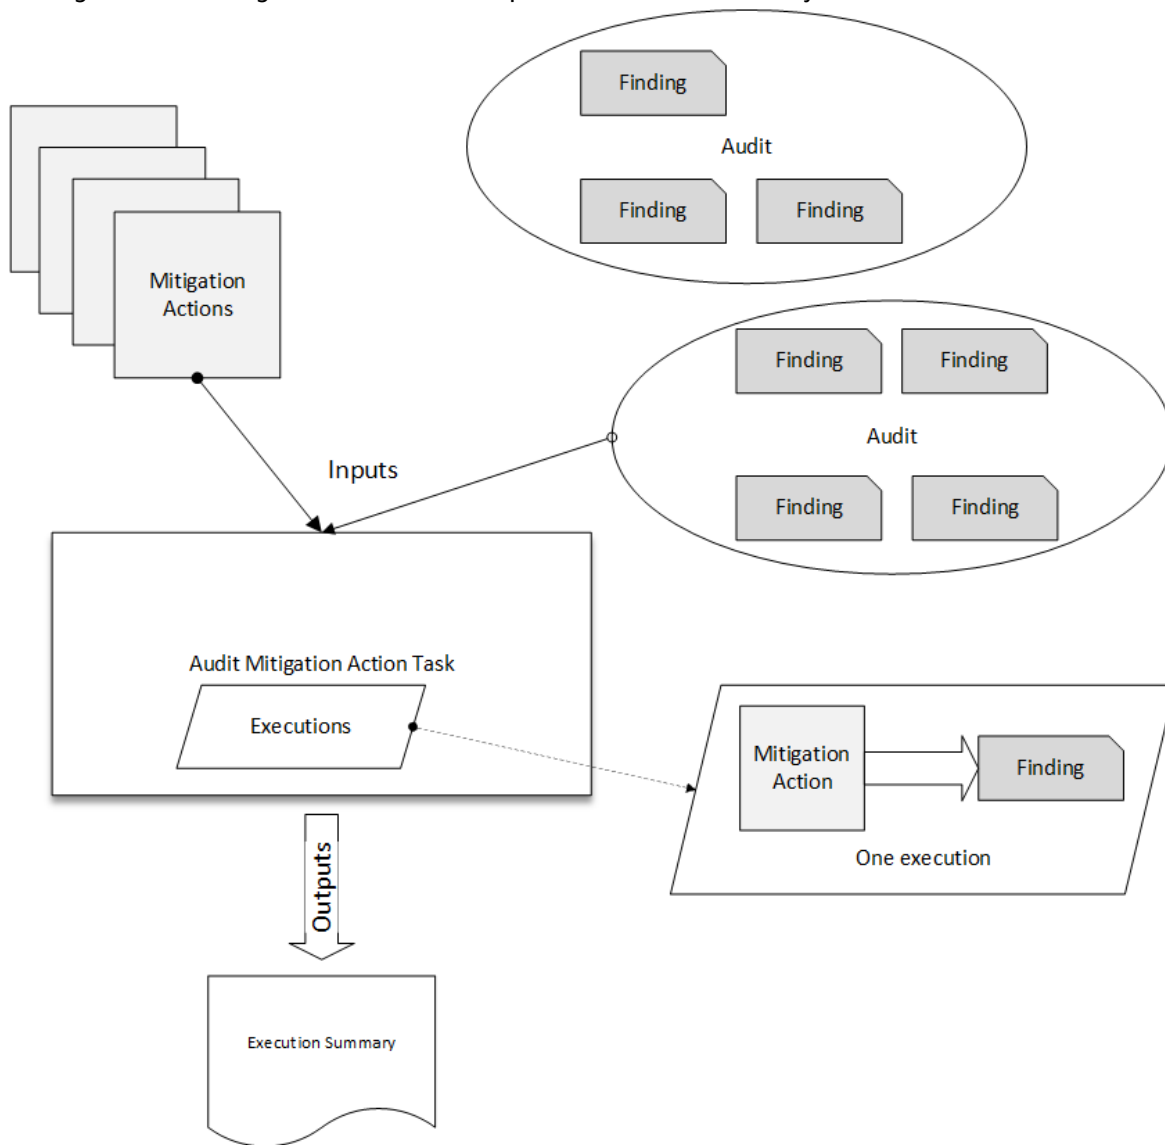 Finding
Audit
Finding
Finding
Mitigation
Actions
Finding
Finding
Audit
Finding
Finding
Inputs
Audit Mitigation Action Task
Executions
Mitigation
Action
Finding
One execution
Outputs
Execution Summary